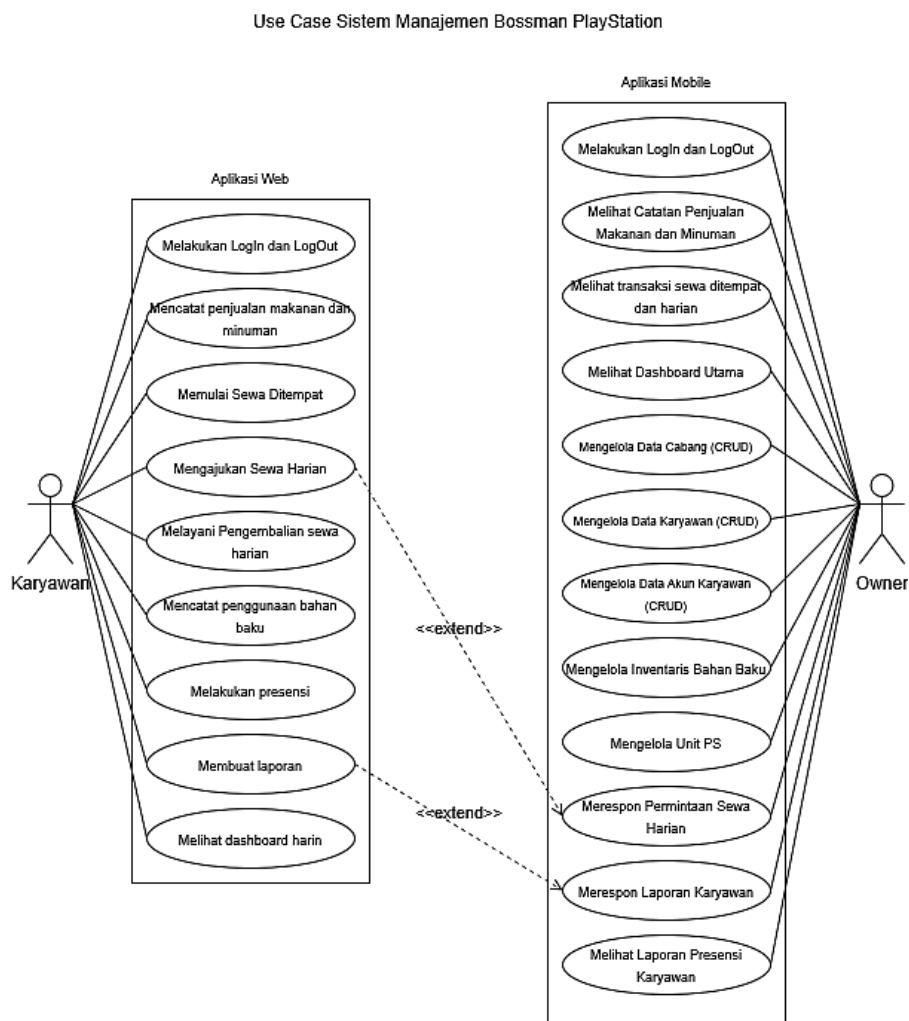 Use Case Sistem Manajemen Bossman PlayStation
Aplikasi Web
Melakukan LogIn dan LogOut
Mencatat penjualan makanan dan
minuman
Memulai Sewa Ditempat
Mengajukan Sewa Harian
Melayani Pengembalian sewa
harian
Mencatat penggunaan bahan
baku
Melakukan presensi
Membuat laporan
Melihat dashboard harin
Karyawan
<<extend>>
<<extend>>
Aplikasi Mobile
Melakukan LogIn dan LogOut
Melihat Catatan Penjualan
Makanan dan Minuman
Melihat transaksi sewa ditempat
dan harian
Melihat Dashboard Utama
Mengelola Data Cabang (CRUD)
Mengelola Data Karyawan (CRUD)
Mengelola Data Akun Karyawan
(CRUD)
Mengelola Inventaris Bahan Baku
Mengelola Unit PS
Merespon Permintaan Sewa
Harian
Merespon Laporan Karyawan
Melihat Laporan Presensi
Karyawan
Owner